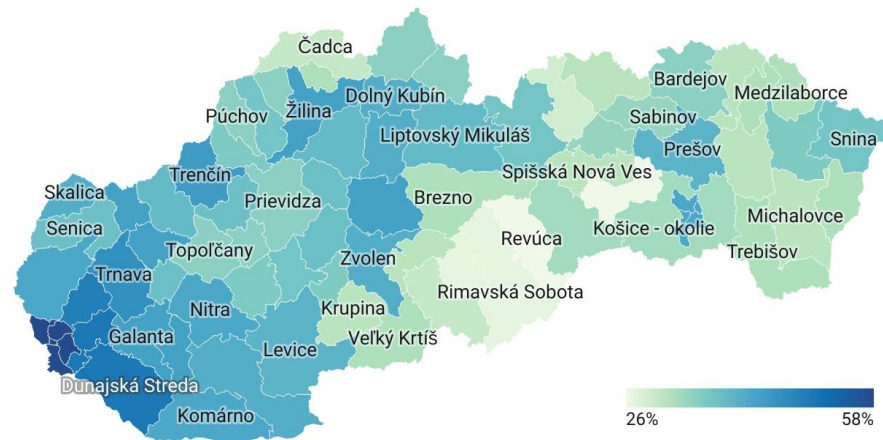 Čadca
Bardejov
Medzilaborce
Dolný Kubín
Púchov
Žilina
Sabinov
Liptovský Mikuláš
Snina
Prešov
Trenčín
Spišská Nová Ves
Skalica
Prievidza
Brezno
Michalovce
Senica
Košice - okolie
Revúca
Topoľčany
Zvolen
Trebišov
Trnava
Rimavská Sobota
Nitra
Krupina
Galanta
Veľký Krtíš
Levice
Dunajská Streda
Komárno
26%
58%